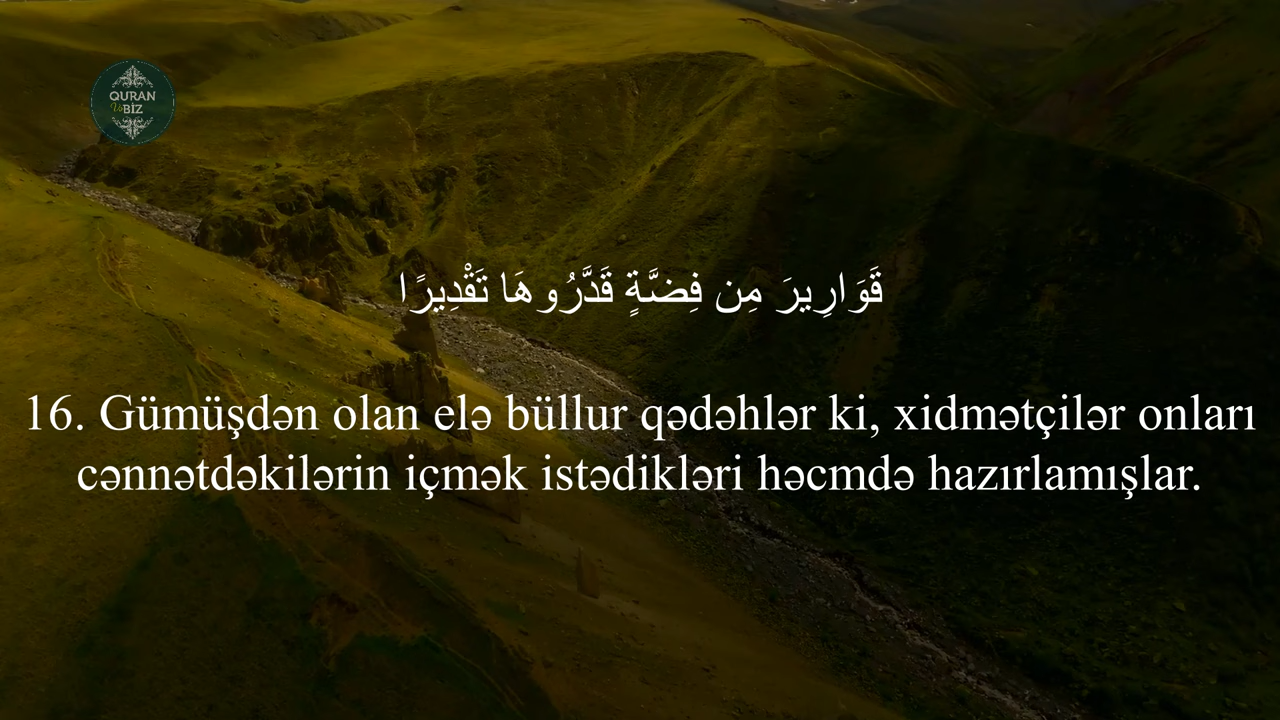 QURAN
Və BİZ
قَوَارِيرَ مِن فِضَّةٍ قَدَّرُوهَا تَقْدِيرًا
16. Gümüşdən olan elə büllur qədəhlər ki, xidmətçilər onları
cənnətdəkilərin içmək istədikləri həcmdə hazırlamışlar.